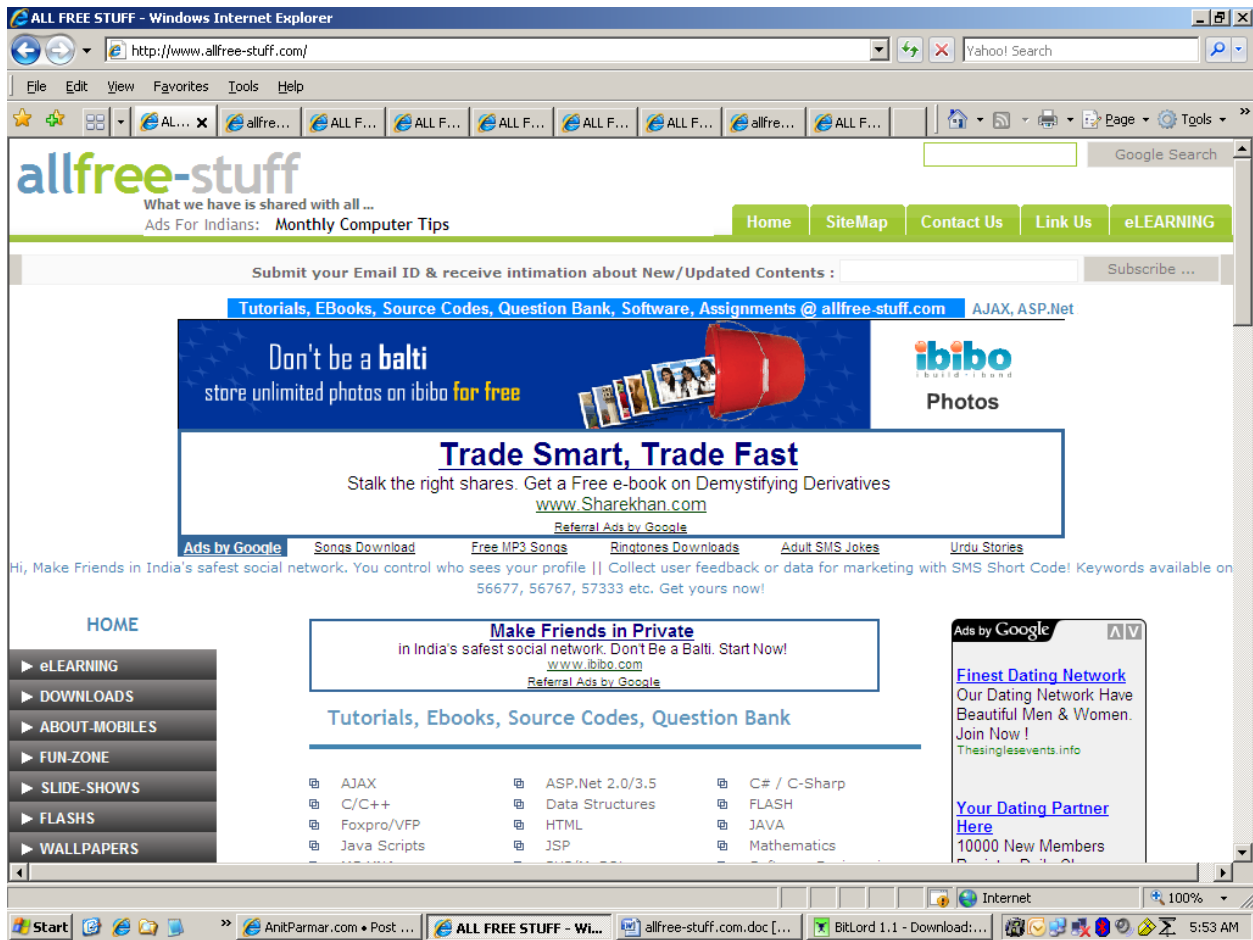 ALL FREE STUFF - Windows Internet Explorer
http://www.allfree-stuff.com/
Yahoo! Search
File Edit View Favorites Tools Help
AL... allfre... ALL F... ALL F... ALL F... ALL F... ALL F... allfre... ALL F...
Page Tools
allfree-stuff
Google Search
What we have is shared with all ...
Ads For Indians: Monthly Computer Tips
Home SiteMap Contact Us Link Us eLEARNING
Submit your Email ID & receive intimation about New/Updated Contents :
Subscribe ...
Tutorials, EBooks, Source Codes, Question Bank, Software, Assignments @ allfree-stuff.com AJAX, ASP.Net
Don't be a balti
store unlimited photos on ibibo for free
ibibo
ibuild-ibond
Photos
Trade Smart, Trade Fast
Stalk the right shares. Get a Free e-book on Demystifying Derivatives
www.Sharekhan.com
Referral Ads by Google
Ads by Google Songs Download Free MP3 Songs Ringtones Downloads Adult SMS Jokes Urdu Stories
Hi, Make Friends in India's safest social network. You control who sees your profile || Collect user feedback or data for marketing with SMS Short Code! Keywords available on
56677, 56767, 57333 etc. Get yours now!
HOME
eLEARNING
DOWNLOADS
ABOUT-MOBILES
FUN-ZONE
SLIDE-SHOWS
FLASHS
WALLPAPERS
Make Friends in Private
in India's safest social network. Don't Be a Balti. Start Now!
www.ibibo.com
Referral Ads by Google
Tutorials, Ebooks, Source Codes, Question Bank
AJAX ASP.Net 2.0/3.5 C# / C-Sharp
C/C++ Data Structures FLASH
Foxpro/VFP HTML JAVA
Java Scripts JSP Mathematics
Ads by Google
Finest Dating Network
Our Dating Network Have
Beautiful Men & Women.
Join Now !
Thesinglesevents.info
Your Dating Partner
Here
10000 New Members
Internet 100%
Start AnitParmar.com • Post ... ALL FREE STUFF - Wi... allfree-stuff.com.doc [... BitLord 1.1 - Download:... 5:53 AM